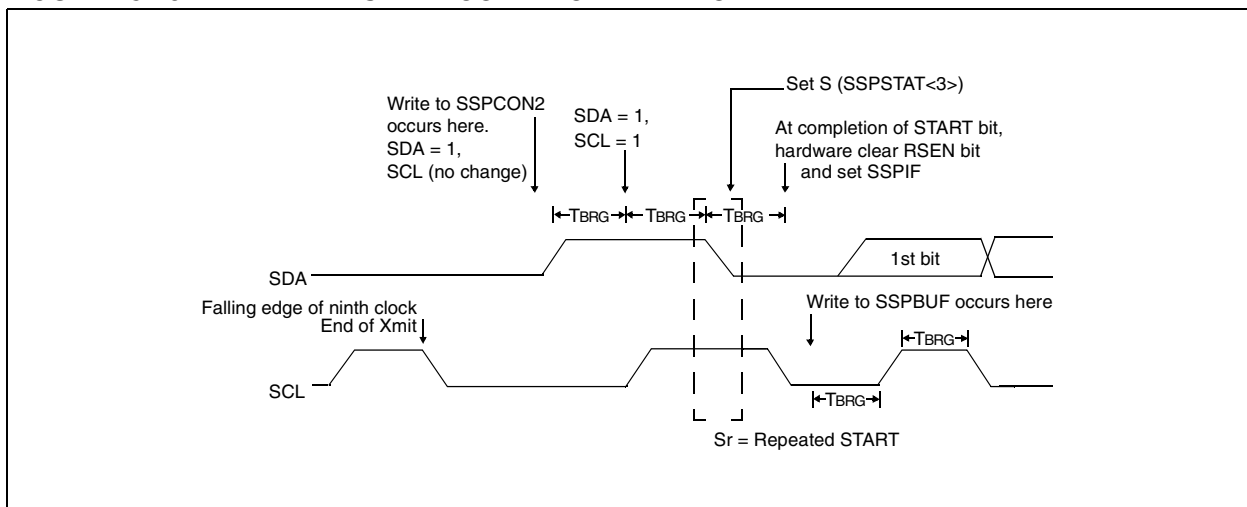 Set S (SSPSTAT<3>)
Write to SSPCON2
occurs here.
SDA = 1,
SCL (no change)
SDA = 1,
SCL = 1
At completion of START bit,
hardware clear RSEN bit
and set SSPIF
TBRG
TBRG
TBRG
SDA
1st bit
Falling edge of ninth clock
End of Xmit
Write to SSPBUF occurs here
TBRG
SCL
TBRG
Sr = Repeated START